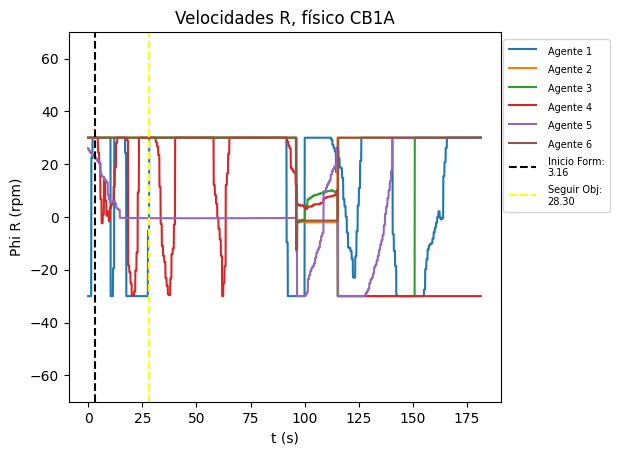 Velocidades R, físico CB1A
Phi R (rpm)
60
40
20
0
−20
−40
−60
0
25
50
75
100
125
150
175
t (s)
Agente 1
Agente 2
Agente 3
Agente 4
Agente 5
Agente 6
Inicio Form:
3.16
Seguir Obj:
28.30